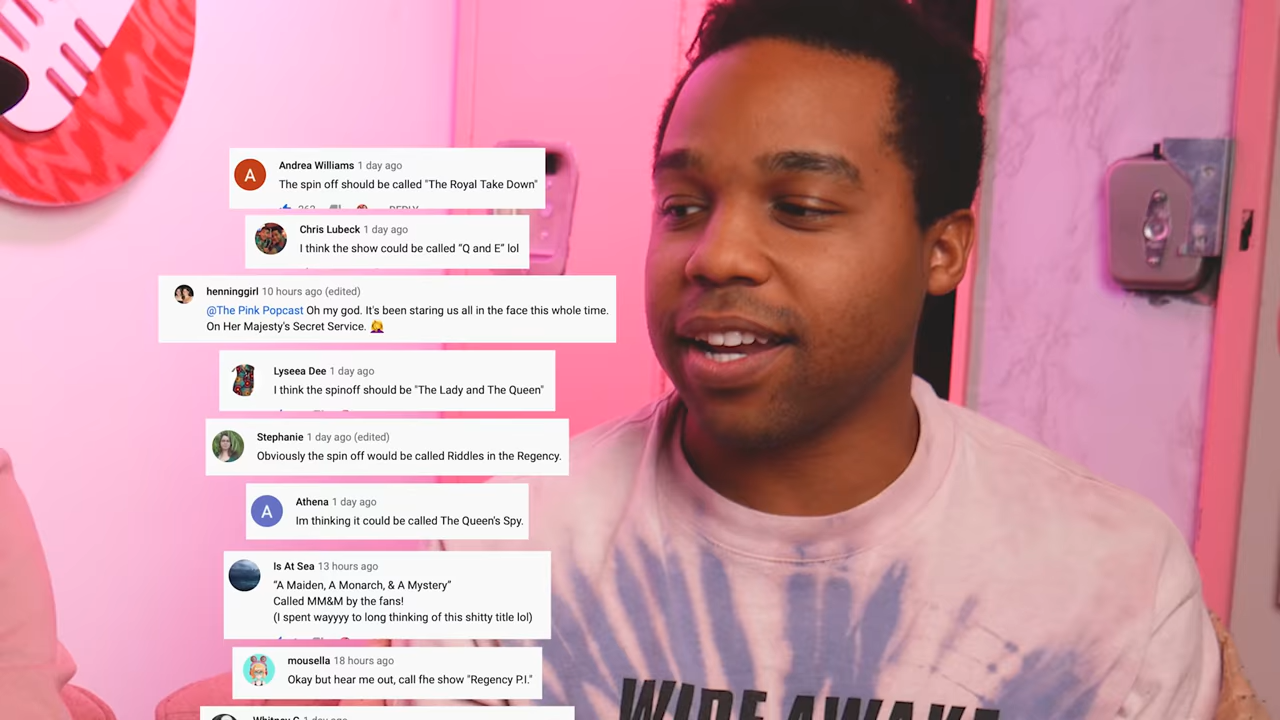 A
Andrea Williams 1 day ago
The spin off should be called "The Royal Take Down"
REPLY
Chris Lubeck 1 day ago
I think the show could be called "Q and E" lol
henninggirl 10 hours ago (edited)
@The Pink Popcast Oh my god. It's been staring us all in the face this whole time.
On Her Majesty's Secret Service. 🤦‍♀️
Lyseea Dee 1 day ago
I think the spinoff should be "The Lady and The Queen"
Stephanie 1 day ago (edited)
Obviously the spin off would be called Riddles in the Regency.
A
Athena 1 day ago
Im thinking it could be called The Queen's Spy.
Is At Sea 13 hours ago
"A Maiden, A Monarch, & A Mystery"
Called MM&M by the fans!
(I spent wayyyy to long thinking of this shitty title lol)
mousella 18 hours ago
Okay but hear me out, call fhe show "Regency P.I."
1 day ago
WIDE AWAKE